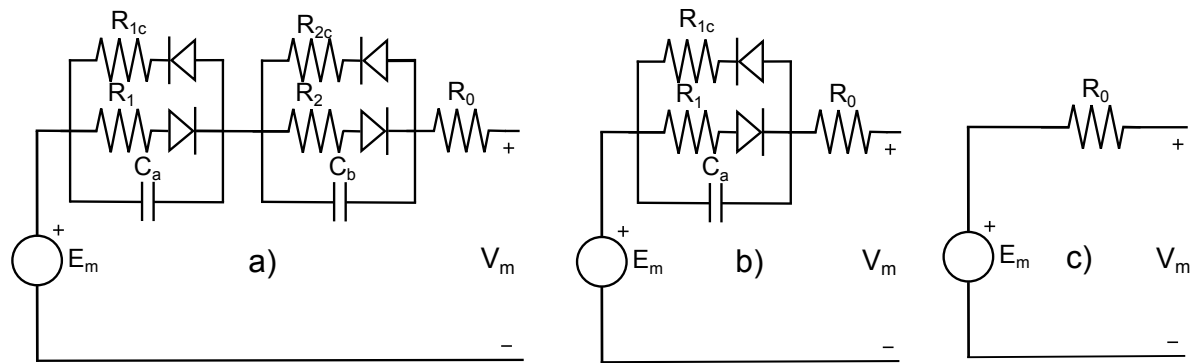 R1c
R2c
R1
R2
R0
Ca
Cb
+
+
Em
a)
Vm
−
R1c
R1
R0
Ca
+
+
Em
b)
Vm
−
R0
+
+
Em
c)
Vm
−